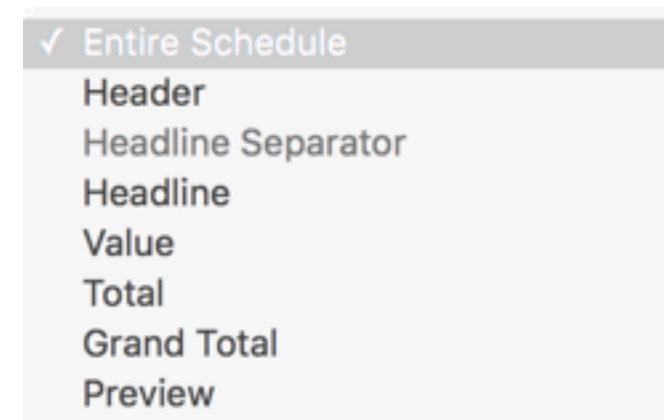 ✓ Entire Schedule
Header
Headline Separator
Headline
Value
Total
Grand Total
Preview